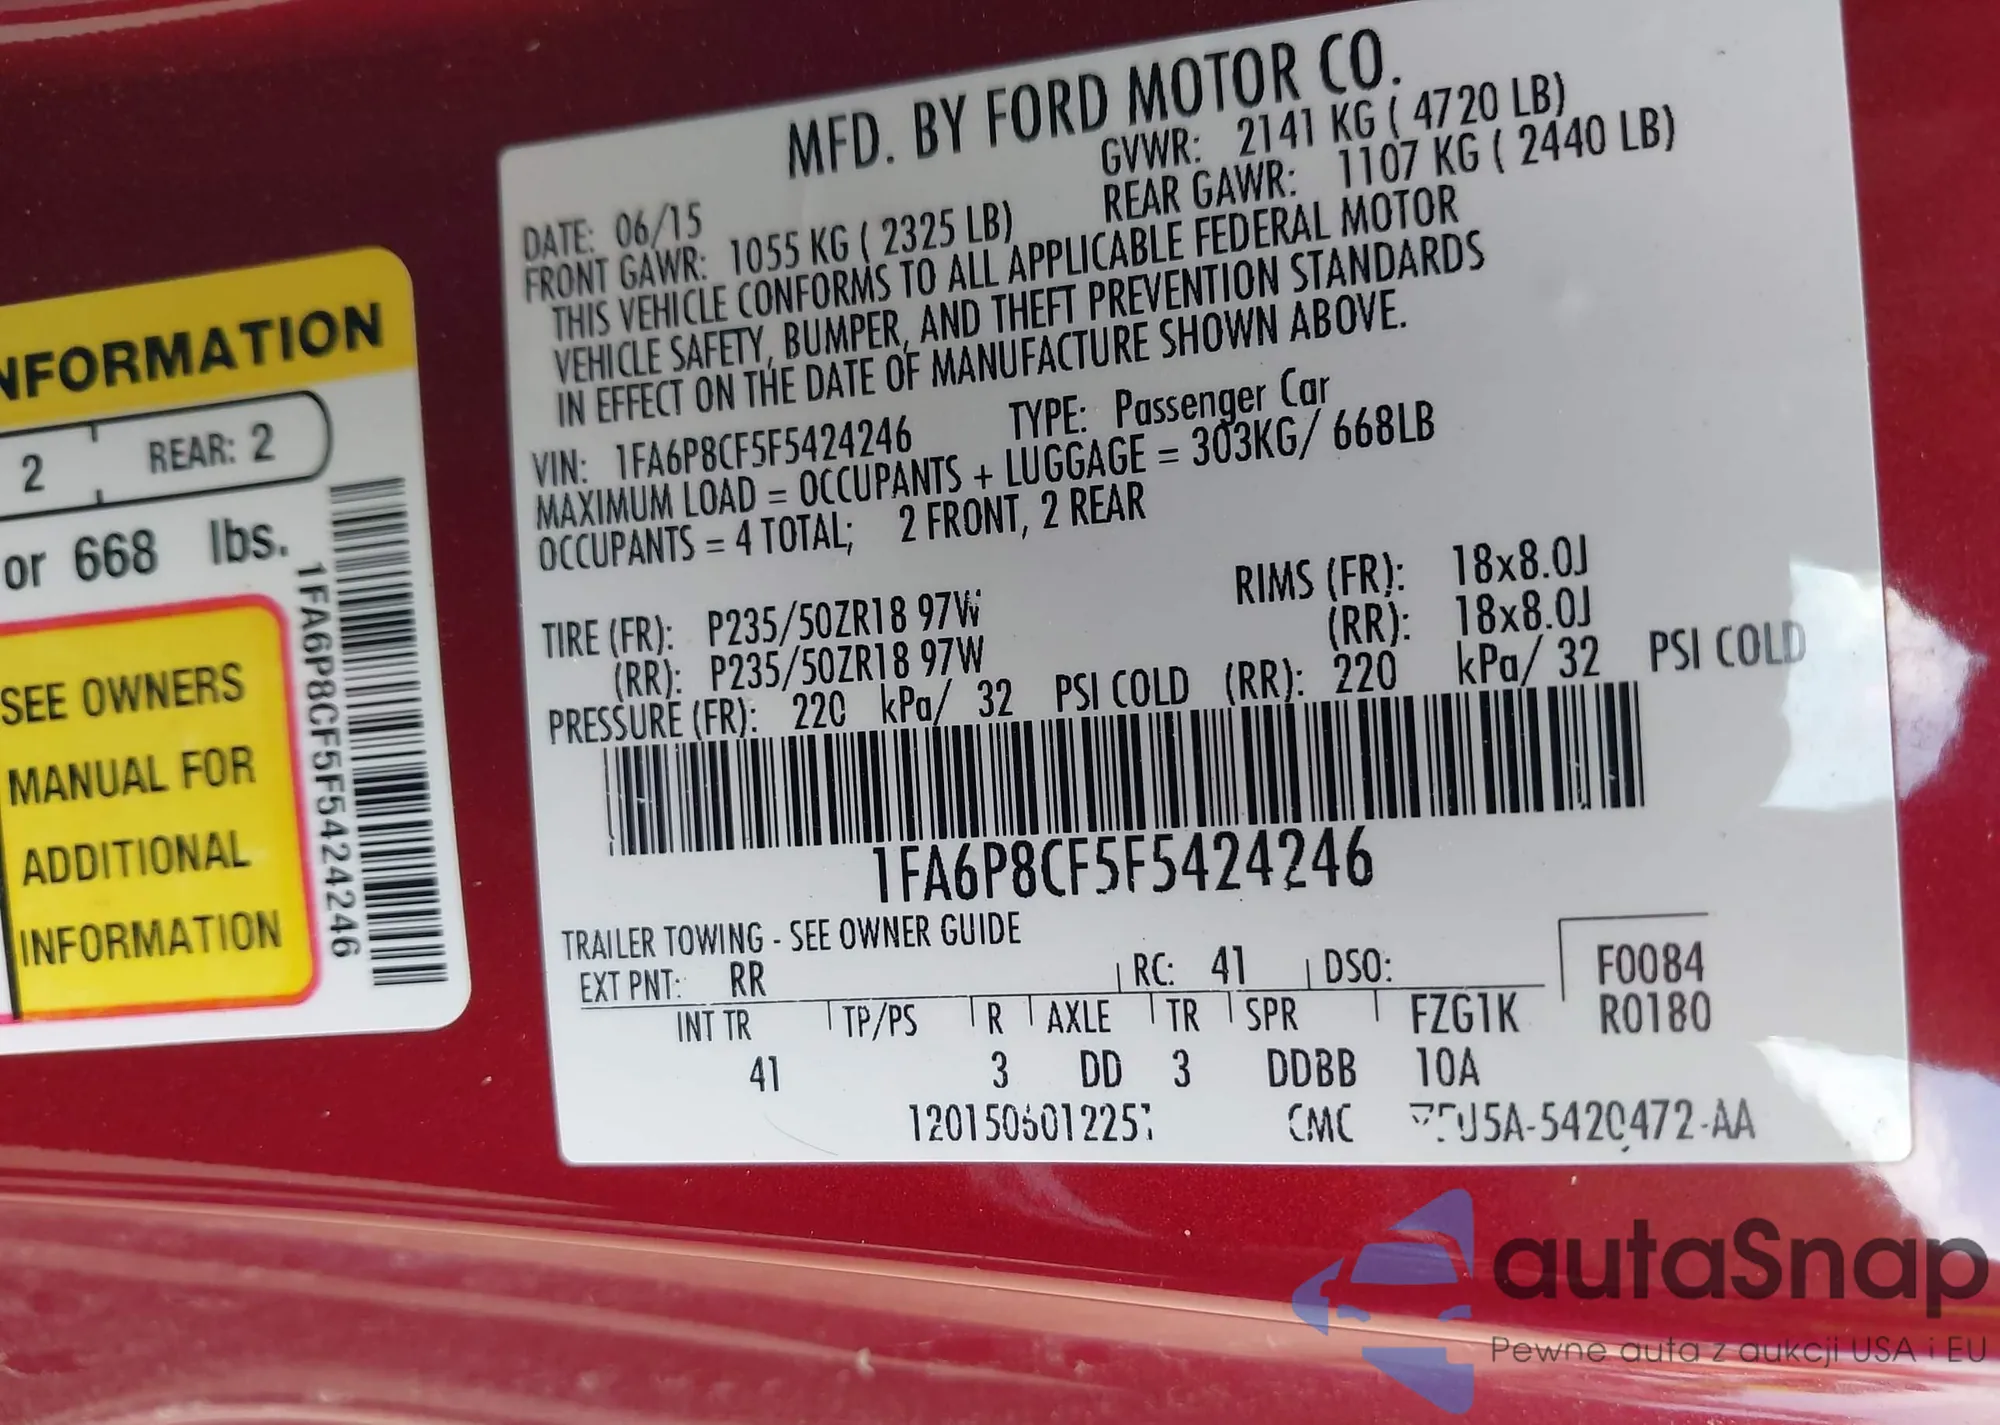 NFORMATION
2 REAR: 2
or 668 lbs.
SEE OWNERS
MANUAL FOR
ADDITIONAL
INFORMATION
1FA6P8CF5F5424246
MFD. BY FORD MOTOR CO.
DATE: 06/15 GVWR: 2141 KG ( 4720 LB)
FRONT GAWR: 1055 KG ( 2325 LB) REAR GAWR: 1107 KG ( 2440 LB)
THIS VEHICLE CONFORMS TO ALL APPLICABLE FEDERAL MOTOR
VEHICLE SAFETY, BUMPER, AND THEFT PREVENTION STANDARDS
IN EFFECT ON THE DATE OF MANUFACTURE SHOWN ABOVE.
VIN: 1FA6P8CF5F5424246 TYPE: Passenger Car
MAXIMUM LOAD = OCCUPANTS + LUGGAGE = 303KG/ 668LB
OCCUPANTS = 4 TOTAL; 2 FRONT, 2 REAR
TIRE (FR): P235/50ZR18 97W RIMS (FR): 18x8.0J
(RR): P235/50ZR18 97W (RR): 18x8.0J
PRESSURE (FR): 220 kPa/ 32 PSI COLD (RR): 220 kPa/ 32 PSI COLD
1FA6P8CF5F5424246
TRAILER TOWING - SEE OWNER GUIDE
EXT PNT: RR RC: 41 DSO: F0084
INT TR TP/PS R AXLE TR SPR FZG1K R0180
41 3 DD 3 DDBB 10A
CMC
autaSnap
Pewne auta z aukcji USA i EU